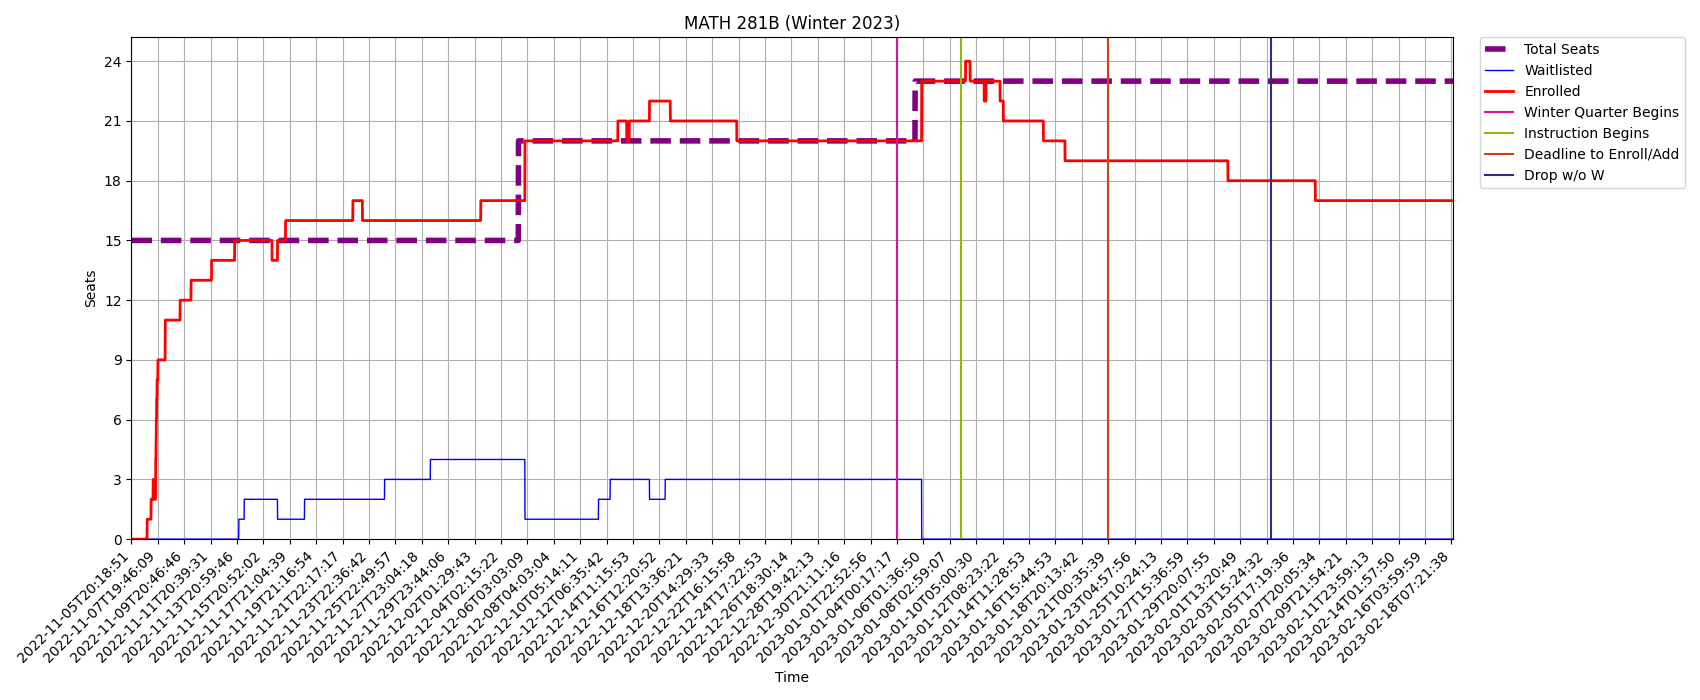 MATH 281B (Winter 2023)
Total Seats
Waitlisted
Enrolled
Winter Quarter Begins
Instruction Begins
Deadline to Enroll/Add
Drop w/o W
Seats
24
21
18
15
12
9
6
3
0
2022-11-05T20:18:51
2022-11-07T19:46:09
2022-11-09T20:46:46
2022-11-11T20:39:31
2022-11-13T20:59:46
2022-11-15T20:52:02
2022-11-17T21:04:39
2022-11-19T21:16:54
2022-11-21T22:17:17
2022-11-23T22:36:42
2022-11-25T22:49:57
2022-11-27T23:04:18
2022-11-29T23:44:06
2022-12-02T01:29:43
2022-12-04T02:15:22
2022-12-06T03:03:09
2022-12-08T04:03:04
2022-12-10T05:14:11
2022-12-12T06:35:42
2022-12-14T11:15:53
2022-12-16T12:20:52
2022-12-18T13:36:21
2022-12-20T14:29:33
2022-12-22T16:15:58
2022-12-24T17:22:53
2022-12-26T18:30:14
2022-12-28T19:42:13
2022-12-30T21:11:16
2023-01-01T22:52:56
2023-01-04T00:17:17
2023-01-06T01:36:50
2023-01-08T02:59:07
2023-01-10T05:00:30
2023-01-12T08:23:22
2023-01-14T11:28:53
2023-01-16T15:44:53
2023-01-18T20:13:42
2023-01-21T00:35:39
2023-01-23T04:57:56
2023-01-25T10:24:13
2023-01-27T15:36:59
2023-01-29T20:07:55
2023-02-01T13:20:49
2023-02-03T15:24:32
2023-02-05T17:19:36
2023-02-07T20:05:34
2023-02-09T21:54:21
2023-02-11T23:59:13
2023-02-14T01:57:50
2023-02-16T03:59:59
2023-02-18T07:21:38
Time